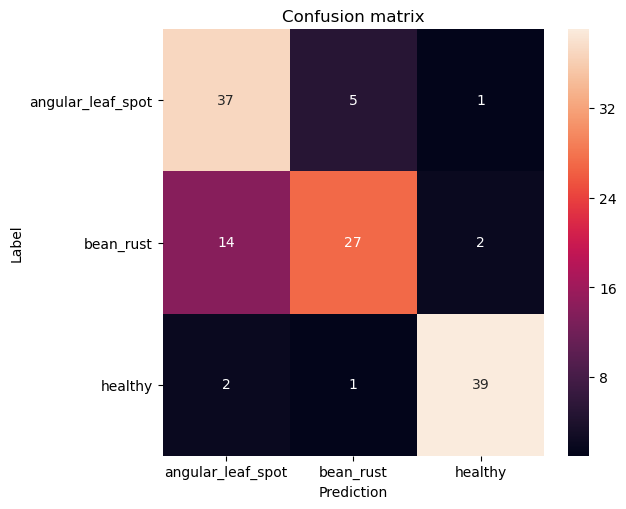 Confusion matrix
angular_leaf_spot 37 5 1
bean_rust 14 27 2
healthy 2 1 39
angular_leaf_spot bean_rust healthy
Prediction
Label
32
24
16
8